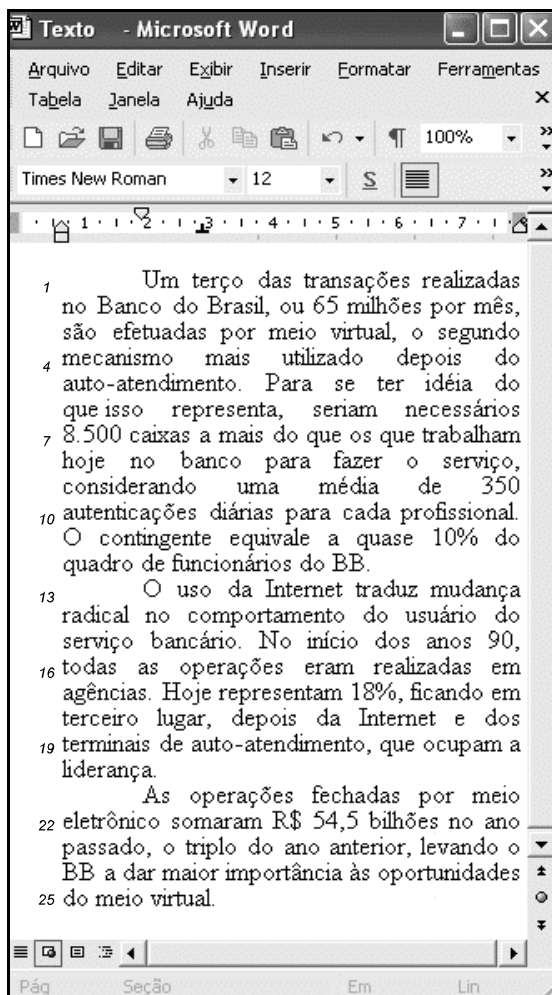 Texto - Microsoft Word
Arquivo Editar Exibir Inserir Formatar Ferramentas
Tabela Janela Ajuda
100%
Times New Roman 12 S
1 2 3 4 5 6 7 8
1 Um terço das transações realizadas
no Banco do Brasil, ou 65 milhões por mês,
são efetuadas por meio virtual, o segundo
4 mecanismo mais utilizado depois do
auto-atendimento. Para se ter idéia do
que isso representa, seriam necessários
7 8.500 caixas a mais do que os que trabalham
hoje no banco para fazer o serviço,
considerando uma média de 350
10 autenticações diárias para cada profissional.
O contingente equivale a quase 10% do
quadro de funcionários do BB.
13 O uso da Internet traduz mudança
radical no comportamento do usuário do
serviço bancário. No início dos anos 90,
16 todas as operações eram realizadas em
agências. Hoje representam 18%, ficando em
terceiro lugar, depois da Internet e dos
19 terminais de auto-atendimento, que ocupam a
liderança.
As operações fechadas por meio
22 eletrônico somaram R$ 54,5 bilhões no ano
passado, o triplo do ano anterior, levando o
BB a dar maior importância às oportunidades
25 do meio virtual.
Pág Seção Em Lin